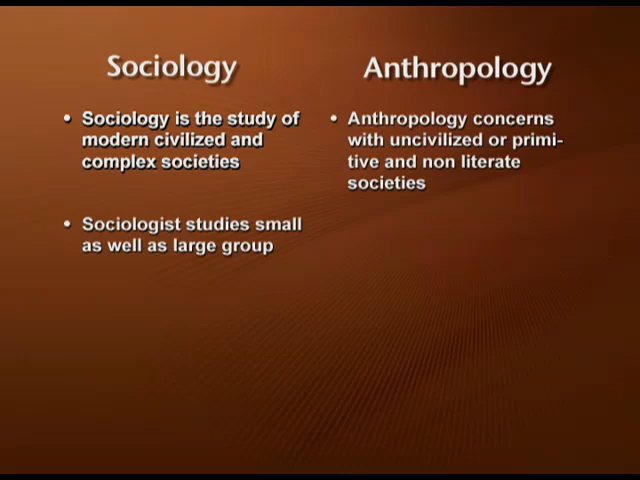 Sociology
• Sociology is the study of
modern civilized and
complex societies
• Sociologist studies small
as well as large group
Anthropology
• Anthropology concerns
with uncivilized or primi-
tive and non literate
societies